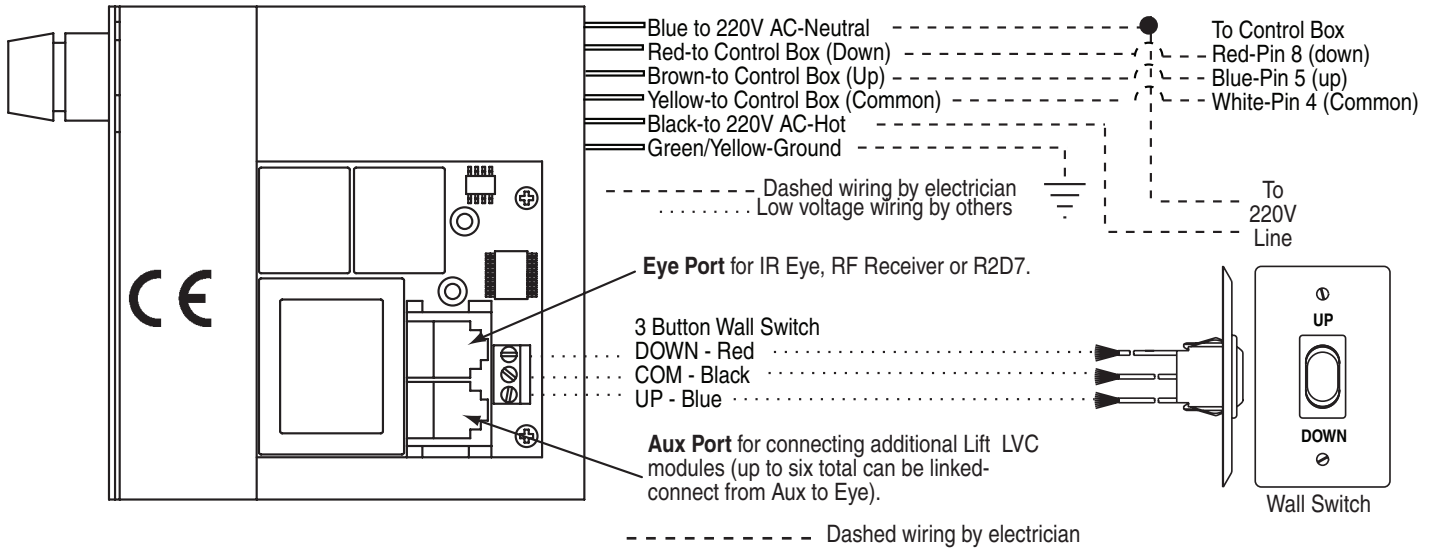 Blue to 220V AC-Neutral
Red-to Control Box (Down)
Brown-to Control Box (Up)
Yellow-to Control Box (Common)
Black-to 220V AC-Hot
Green/Yellow-Ground
To Control Box
Red-Pin 8 (down)
Blue-Pin 5 (up)
White-Pin 4 (Common)
Dashed wiring by electrician
Low voltage wiring by others
To
220V
Line
CE
Eye Port for IR Eye, RF Receiver or R2D7.
3 Button Wall Switch
DOWN - Red
COM - Black
UP - Blue
Aux Port for connecting additional Lift LVC
modules (up to six total can be linked-
connect from Aux to Eye).
UP
DOWN
Wall Switch
Dashed wiring by electrician